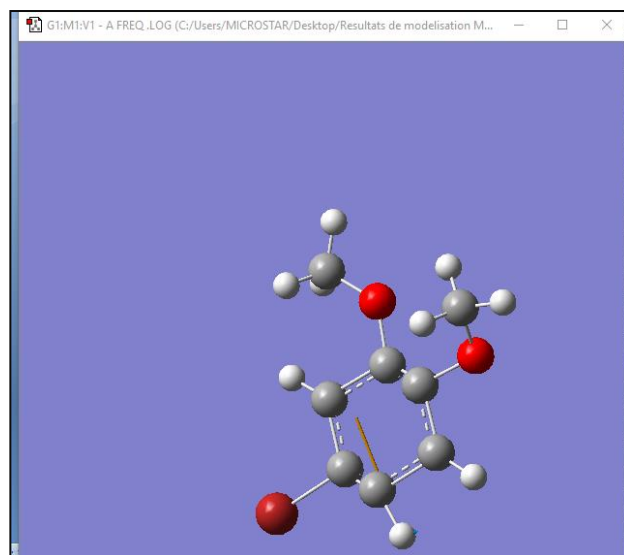 G1:M1:V1 - A FREQ .LOG (C:/Users/MICROSTAR/Desktop/Resultats de modelisation M...